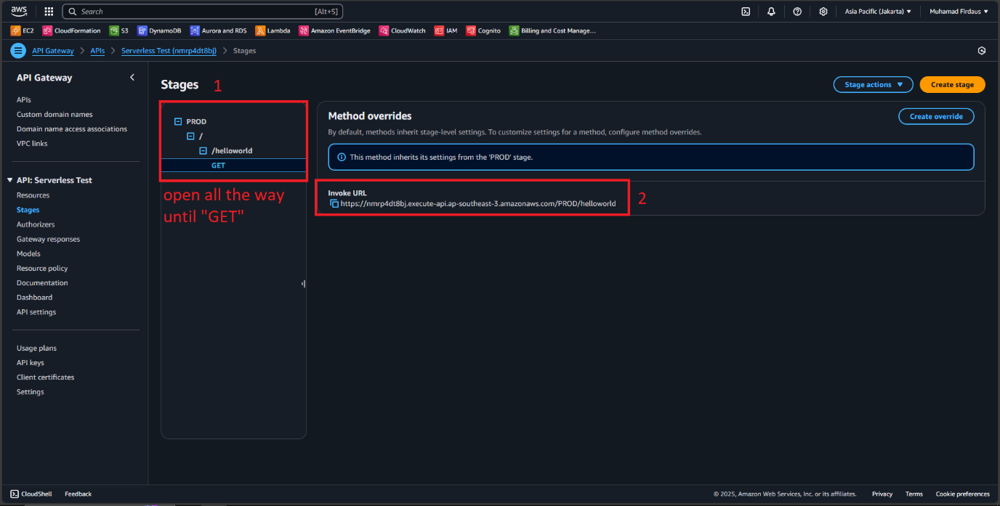 aws Search [Alt+S] Asia Pacific (Jakarta) Muhamad Firdaus
EC2 CloudFormation S3 DynamoDB Aurora and RDS Lambda Amazon EventBridge CloudWatch IAM Cognito Billing and Cost Manage...
API Gateway APIs Serverless Test (nmrp4dt8bj) Stages
API Gateway
APIs
Custom domain names
Domain name access associations
VPC links
API: Serverless Test
Resources
Stages
Authorizers
Gateway responses
Models
Resource policy
Documentation
Dashboard
API settings
Usage plans
API keys
Client certificates
Settings
Stages 1
Stage actions Create stage
PROD
/
/helloworld
GET
open all the way
until "GET"
Method overrides
Create override
By default, methods inherit stage-level settings. To customize settings for a method, configure method overrides.
This method inherits its settings from the 'PROD' stage.
Invoke URL
https://nmrp4dt8bj.execute-api.ap-southeast-3.amazonaws.com/PROD/helloworld
2
CloudShell Feedback © 2025, Amazon Web Services, Inc. or its affiliates. Privacy Terms Cookie preferences